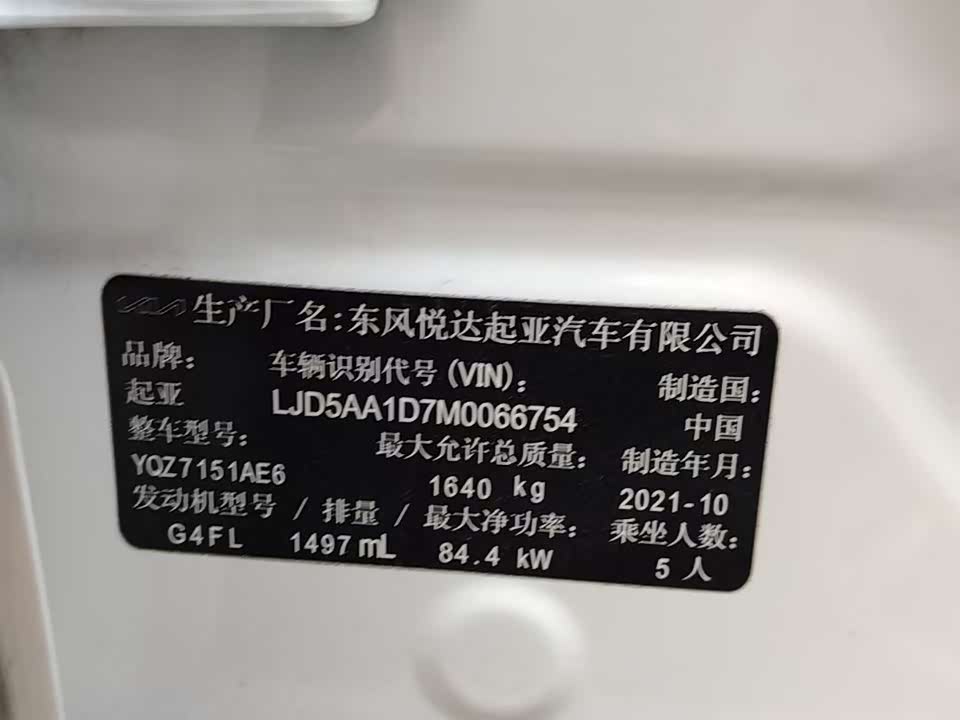 KIA 生产厂名:东风悦达起亚汽车有限公司
品牌: 车辆识别代号(VIN): 制造国:
起亚 LJD5AA1D7M0066754 中国
整车型号: 最大允许总质量: 制造年月:
YQZ7151AE6 1640 kg 2021-10
发动机型号 / 排量 / 最大净功率: 乘坐人数:
G4FL 1497 mL 84.4 kW 5 人